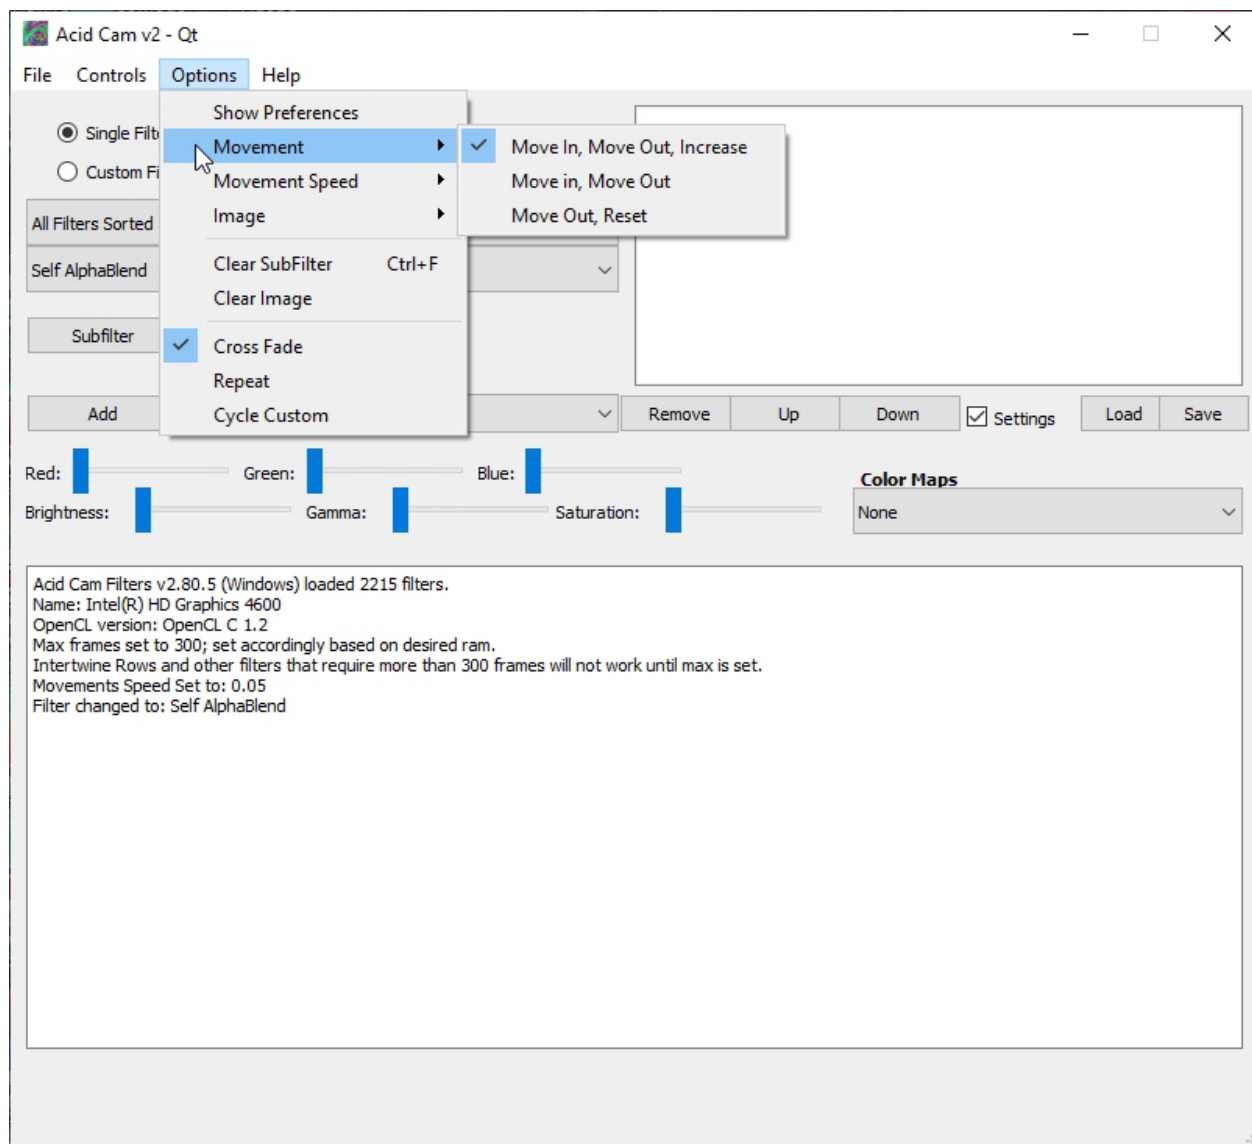 Acid Cam v2 - Qt
File Controls Options Help
Show Preferences
Single Filt
Movement
Move In, Move Out, Increase
Custom Fi
Movement Speed
Move in, Move Out
Image
Move Out, Reset
All Filters Sorted
Self AlphaBlend
Clear SubFilter Ctrl+F
Clear Image
Subfilter
Cross Fade
Repeat
Cycle Custom
Add
Remove Up Down Settings Load Save
Red: Green: Blue:
Color Maps
Brightness: Gamma: Saturation:
None
Acid Cam Filters v2.80.5 (Windows) loaded 2215 filters.
Name: Intel(R) HD Graphics 4600
OpenCL version: OpenCL C 1.2
Max frames set to 300; set accordingly based on desired ram.
Intertwine Rows and other filters that require more than 300 frames will not work until max is set.
Movements Speed Set to: 0.05
Filter changed to: Self AlphaBlend